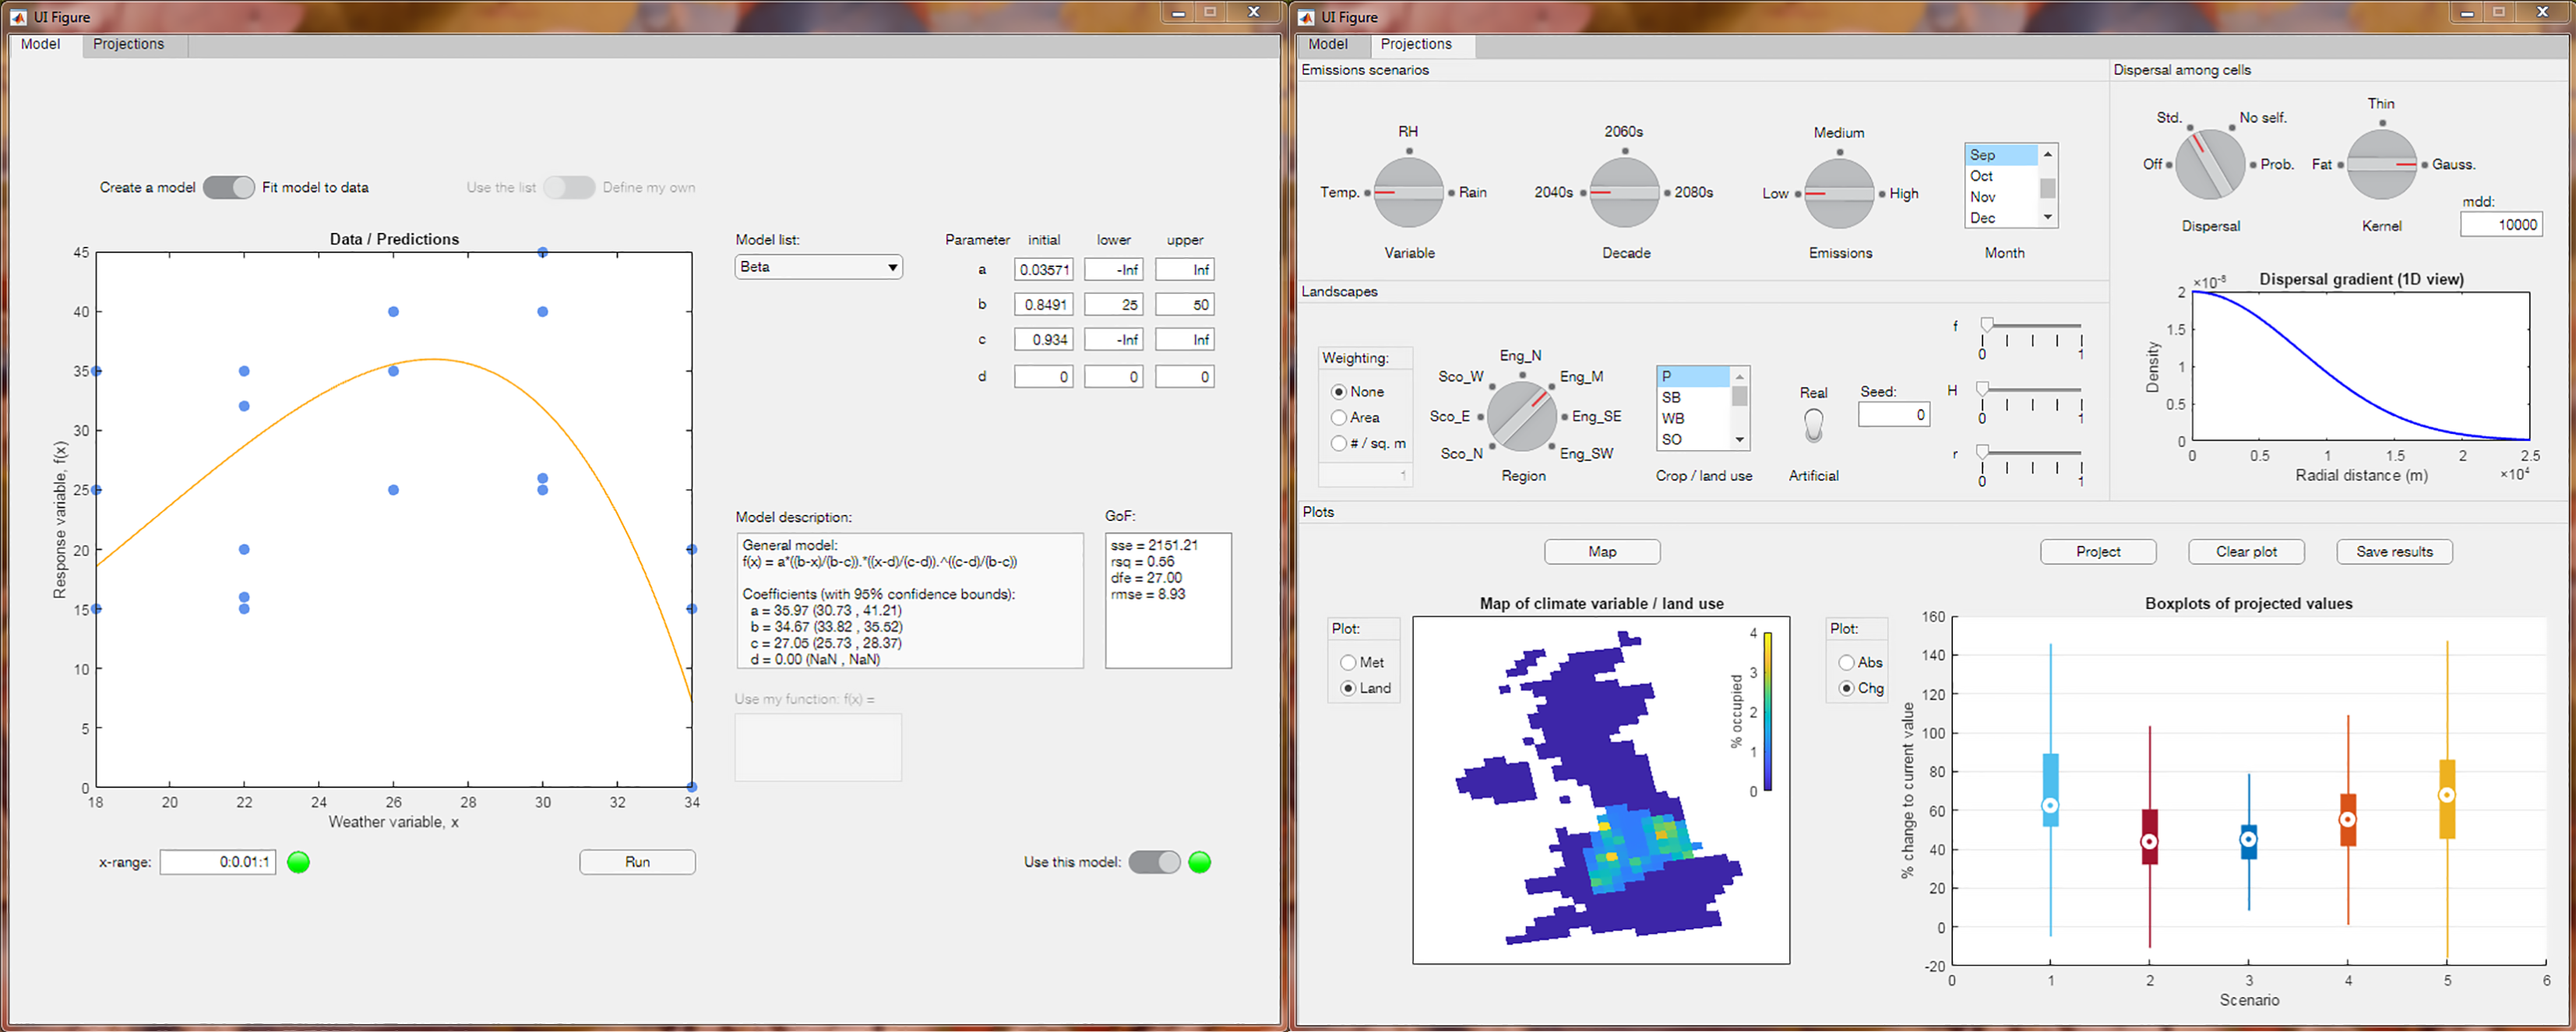 UI Figure
Model Projections
Create a model Fit model to data Use the list Define my own
Data / Predictions
45
40
35
30
25
20
15
10
5
0
18 20 22 24 26 28 30 32 34
Response variable, f(x)
Weather variable, x
x-range: 0:0.01:1
Run
Model list:
Beta
Parameter initial lower upper
a 0.03571 -Inf Inf
b 0.8491 25 50
c 0.934 -Inf Inf
d 0 0 0
Model description:
General model:
f(x) = a*((b-x)/(b-c)).*((x-d)/(c-d)).^((c-d)/(b-c))
Coefficients (with 95% confidence bounds):
a = 35.97 (30.73 , 41.21)
b = 34.67 (33.82 , 35.52)
c = 27.05 (25.73 , 28.37)
d = 0.00 (NaN , NaN)
GoF:
sse = 2151.21
rsq = 0.56
dfe = 27.00
rmse = 8.93
Use my function: f(x) =
Use this model:
UI Figure
Model Projections
Emissions scenarios
RH
Temp. Rain
Variable
2060s
2040s 2080s
Decade
Medium
Low High
Emissions
Sep
Oct
Nov
Dec
Month
Dispersal among cells
Std. No self.
Off Prob.
Dispersal
Thin
Fat Gauss.
Kernel
mdd:
10000
Dispersal gradient (1D view)
×10⁻⁵
2
1.5
1
0.5
0
0 0.5 1 1.5 2 2.5
×10⁴
Density
Radial distance (m)
Landscapes
Weighting:
None
Area
# / sq. m
1
Eng_N
Sco_W Eng_M
Sco_E Eng_SE
Sco_N Eng_SW
Region
P
SB
WB
SO
Crop / land use
Real
Artificial
Seed:
0
f
0 1
H
0 1
r
0 1
Plots
Map
Project Clear plot Save results
Map of climate variable / land use
Plot:
Met
Land
4
3
2
1
0
% occupied
Plot:
Abs
Chg
Boxplots of projected values
160
140
120
100
80
60
40
20
0
-20
0 1 2 3 4 5 6
% change to current value
Scenario